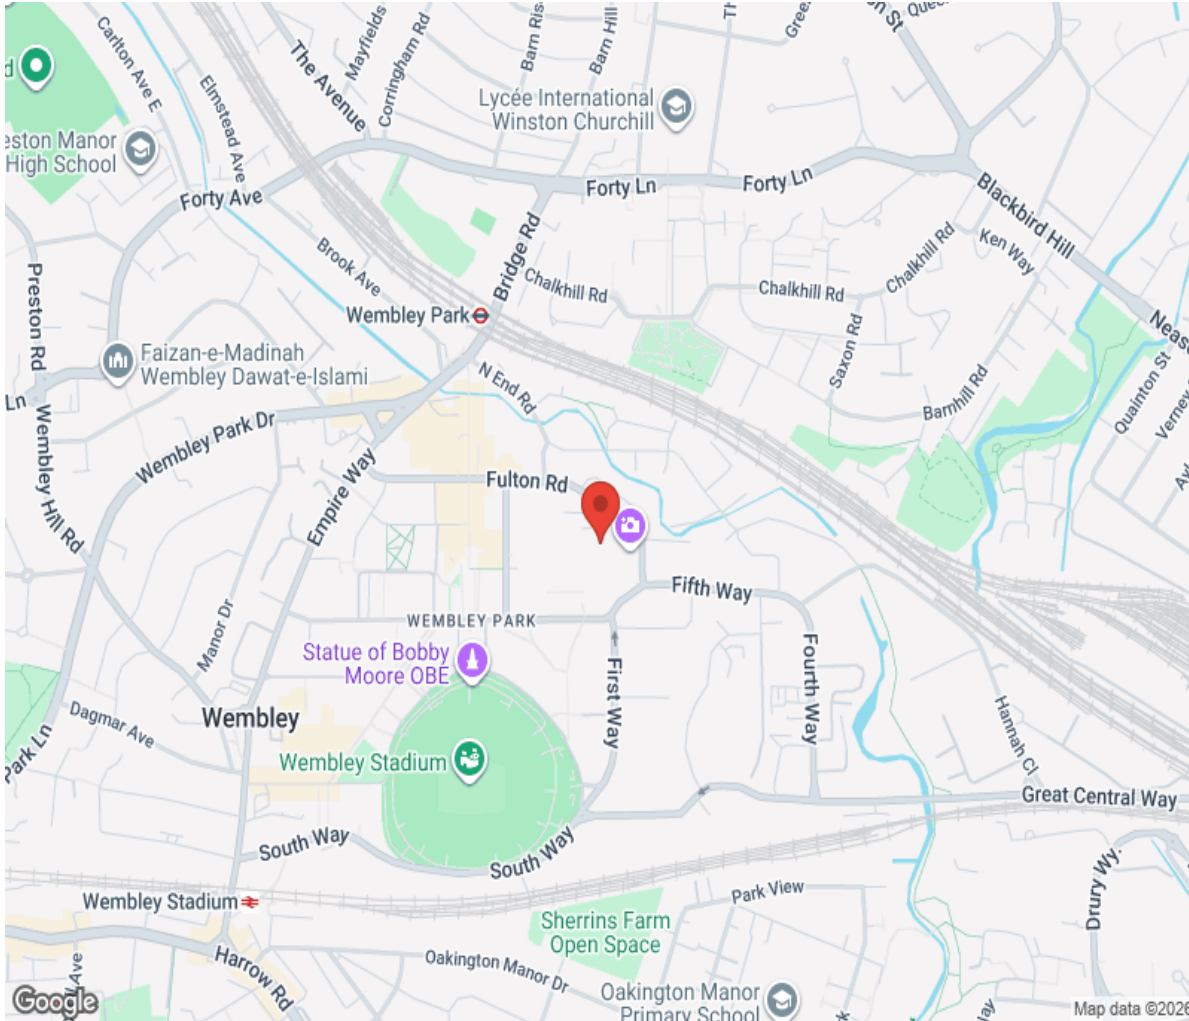 Carlton Ave E
Elmstead Ave
The Avenue
Mayfields
Corringham Rd
Barn Ris
Barn Hill
Lycée International
Winston Churchill
eston Manor
High School
Forty Ave
Forty Ln
Forty Ln
Blackbird Hill
Ken Way
Chalkhill Rd
Chalkhill Rd
Chalkhill Rd
Brook Ave
Bridge Rd
Preston Rd
Wembley Park
Saxon Rd
Barnhill Rd
Quainton St
Faizan-e-Madinah
Wembley Dawat-e-Islami
Ln
N End Rd
Wembley Park Dr
Wembley Hill Rd
Empire Way
Fulton Rd
Fifth Way
Manor Dr
WEMBLEY PARK
Statue of Bobby
Moore OBE
First Way
Fourth Way
Wembley
Dagmar Ave
Park Ln
Wembley Stadium
Hannah Cl
Great Central Way
South Way
South Way
Drury Wy.
Wembley Stadium
Park View
Sherrins Farm
Open Space
Harrow Rd
Oakington Manor Dr
Oakington Manor
Primary School
Google
Map data ©2026